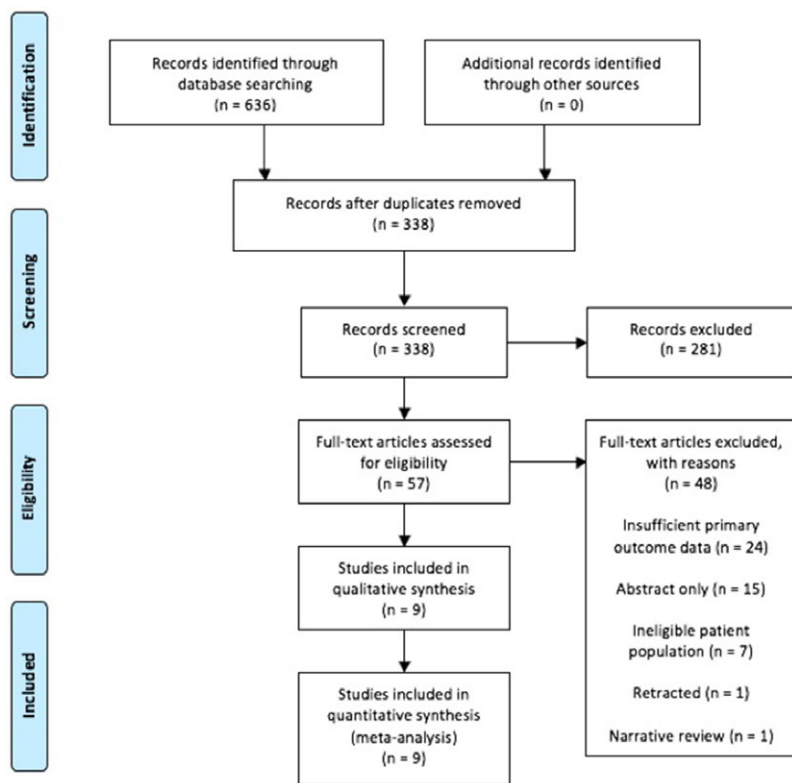 Identification
Records identified through
database searching
(n = 636)
Additional records identified
through other sources
(n = 0)
Records after duplicates removed
(n = 338)
Screening
Records screened
(n = 338)
Records excluded
(n = 281)
Eligibility
Full-text articles assessed
for eligibility
(n = 57)
Full-text articles excluded,
with reasons
(n = 48)
Insufficient primary
outcome data (n = 24)
Abstract only (n = 15)
Ineligible patient
population (n = 7)
Retracted (n = 1)
Narrative review (n = 1)
Studies included in
qualitative synthesis
(n = 9)
Included
Studies included in
quantitative synthesis
(meta-analysis)
(n = 9)